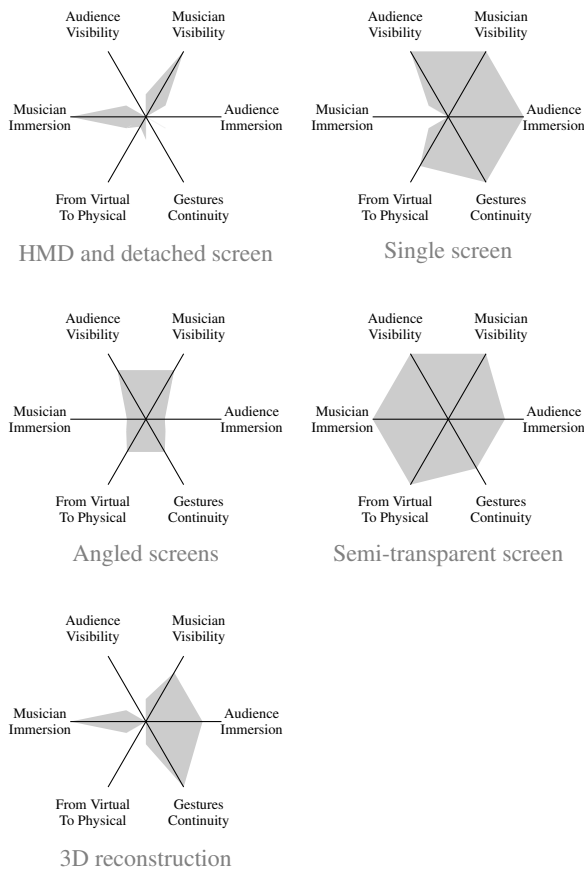 Audience
Visibility
Musician
Visibility
Musician
Immersion
Audience
Immersion
From Virtual
To Physical
Gestures
Continuity
HMD and detached screen
Audience
Visibility
Musician
Visibility
Musician
Immersion
Audience
Immersion
From Virtual
To Physical
Gestures
Continuity
Single screen
Audience
Visibility
Musician
Visibility
Musician
Immersion
Audience
Immersion
From Virtual
To Physical
Gestures
Continuity
Angled screens
Audience
Visibility
Musician
Visibility
Musician
Immersion
Audience
Immersion
From Virtual
To Physical
Gestures
Continuity
Semi-transparent screen
Audience
Visibility
Musician
Visibility
Musician
Immersion
Audience
Immersion
From Virtual
To Physical
Gestures
Continuity
3D reconstruction